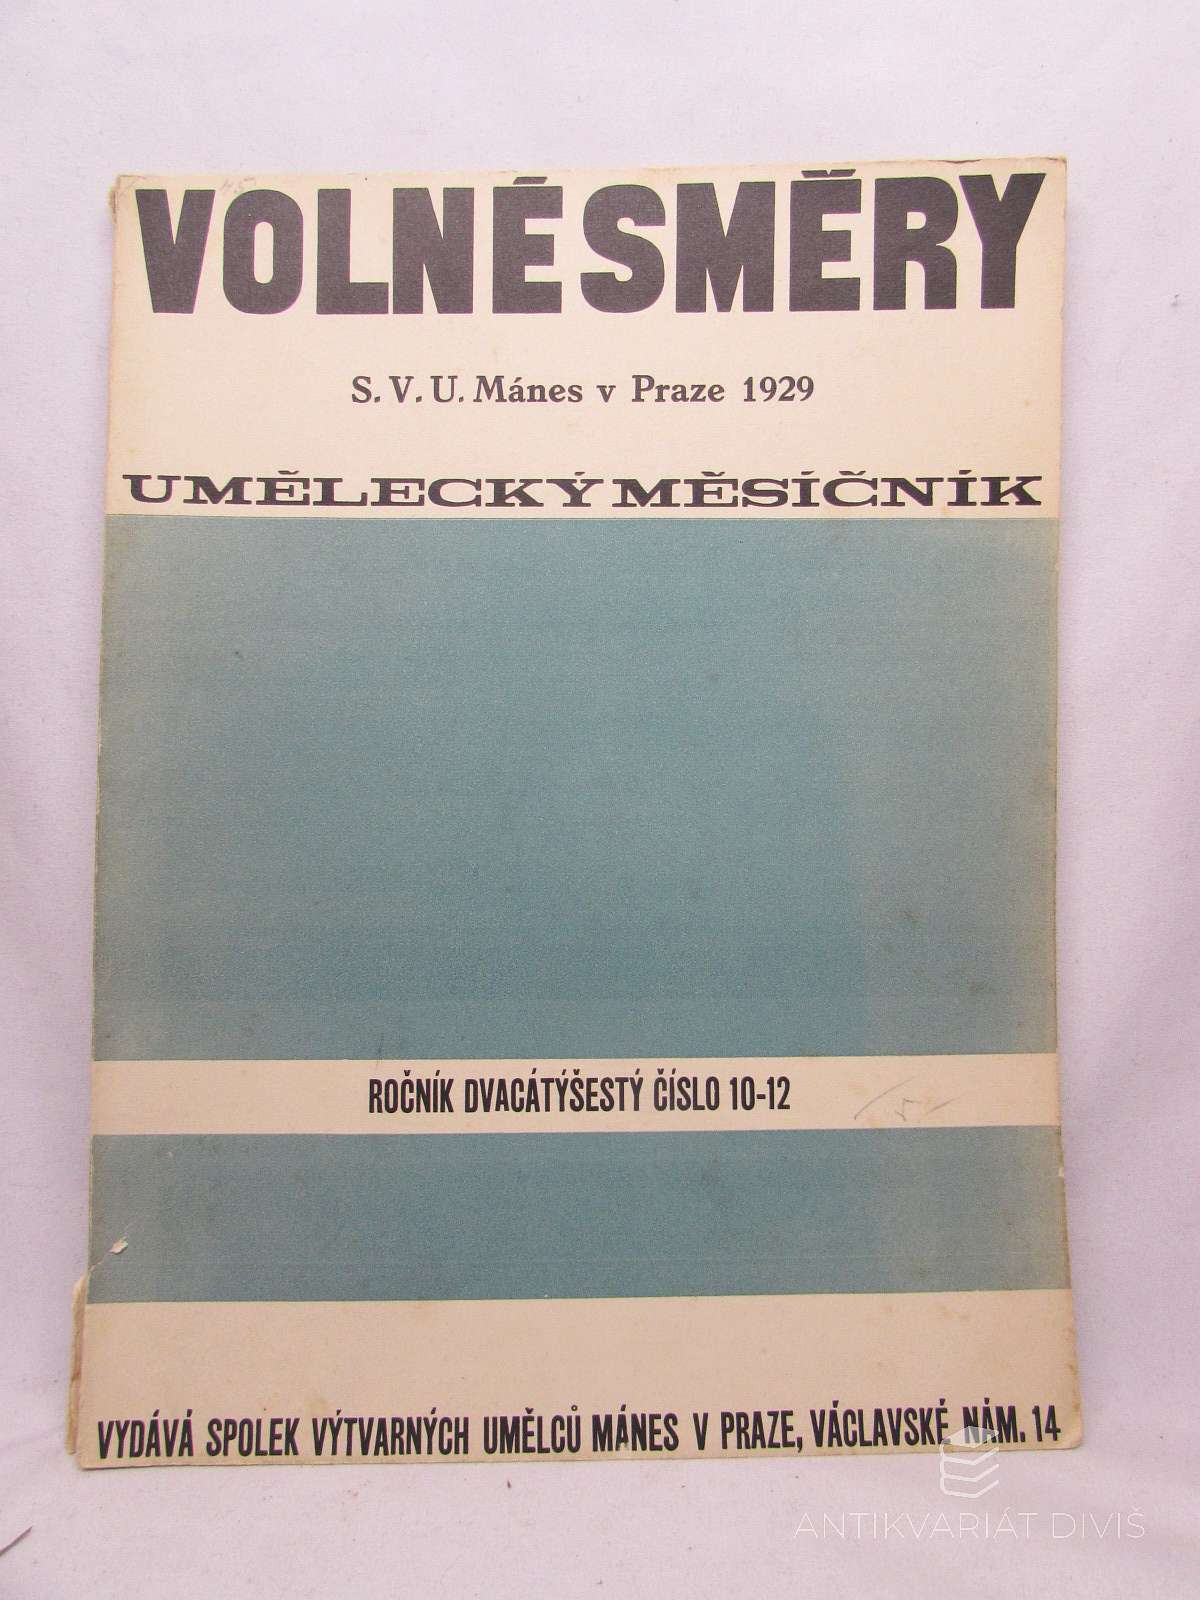 VOLNÉ SMĚRY
S. V. U. Mánes v Praze 1929
UMĚLECKÝ MĚSÍČNÍK
ROČNÍK DVACÁTÝŠESTÝ ČÍSLO 10-12
VYDÁVÁ SPOLEK VÝTVARNÝCH UMĚLCŮ MÁNES V PRAZE, VÁCLAVSKÉ NÁM. 14
ANTIKVARIÁT DIVIŠ